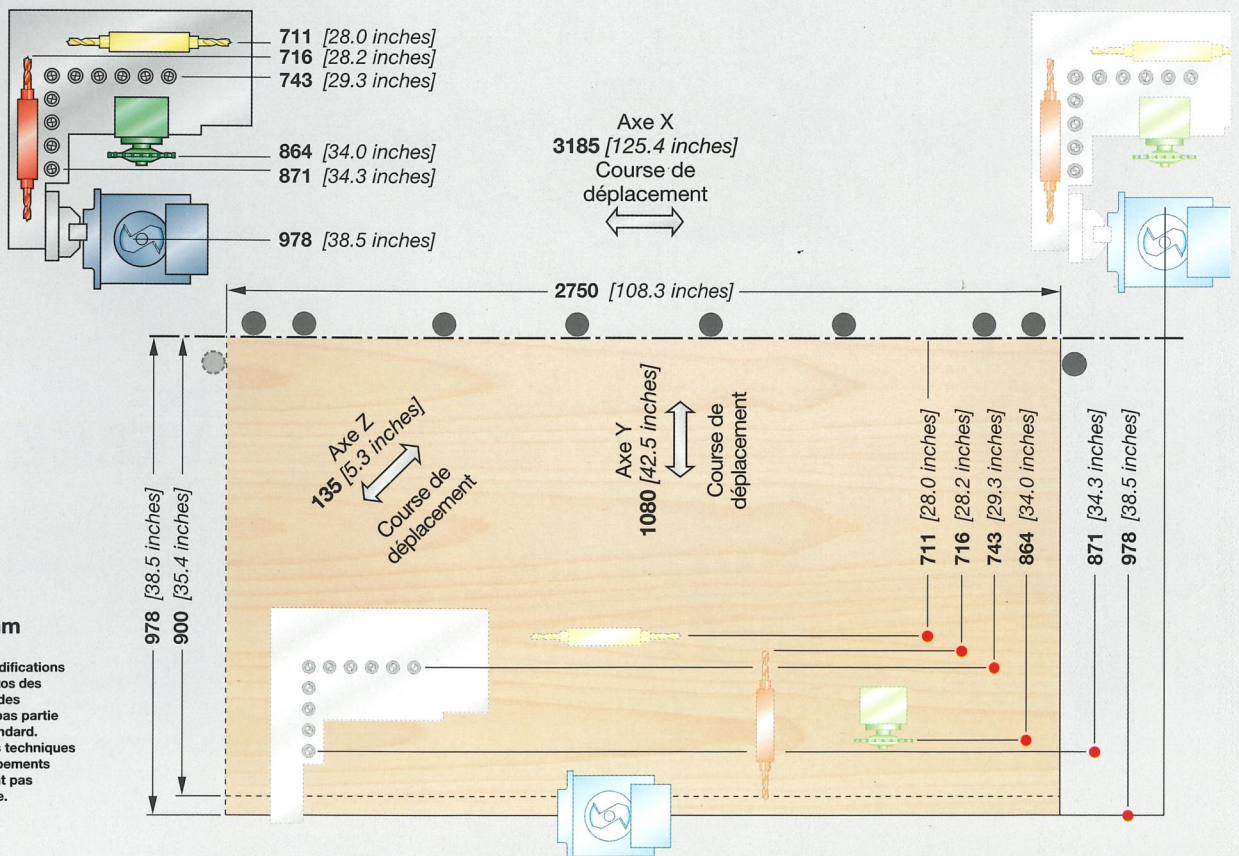 711 [28.0 inches]
716 [28.2 inches]
743 [29.3 inches]
864 [34.0 inches]
871 [34.3 inches]
978 [38.5 inches]
Axe X
3185 [125.4 inches]
Course de
déplacement
2750 [108.3 inches]
978 [38.5 inches]
900 [35.4 inches]
Axe Z
135 [5.3 inches]
Course de
déplacement
Axe Y
1080 [42.5 inches]
Course de
déplacement
711 [28.0 inches]
716 [28.2 inches]
743 [29.3 inches]
864 [34.0 inches]
871 [34.3 inches]
978 [38.5 inches]
m
difications
os des
des
pas partie
ndard.
s techniques
pements
t pas
e.